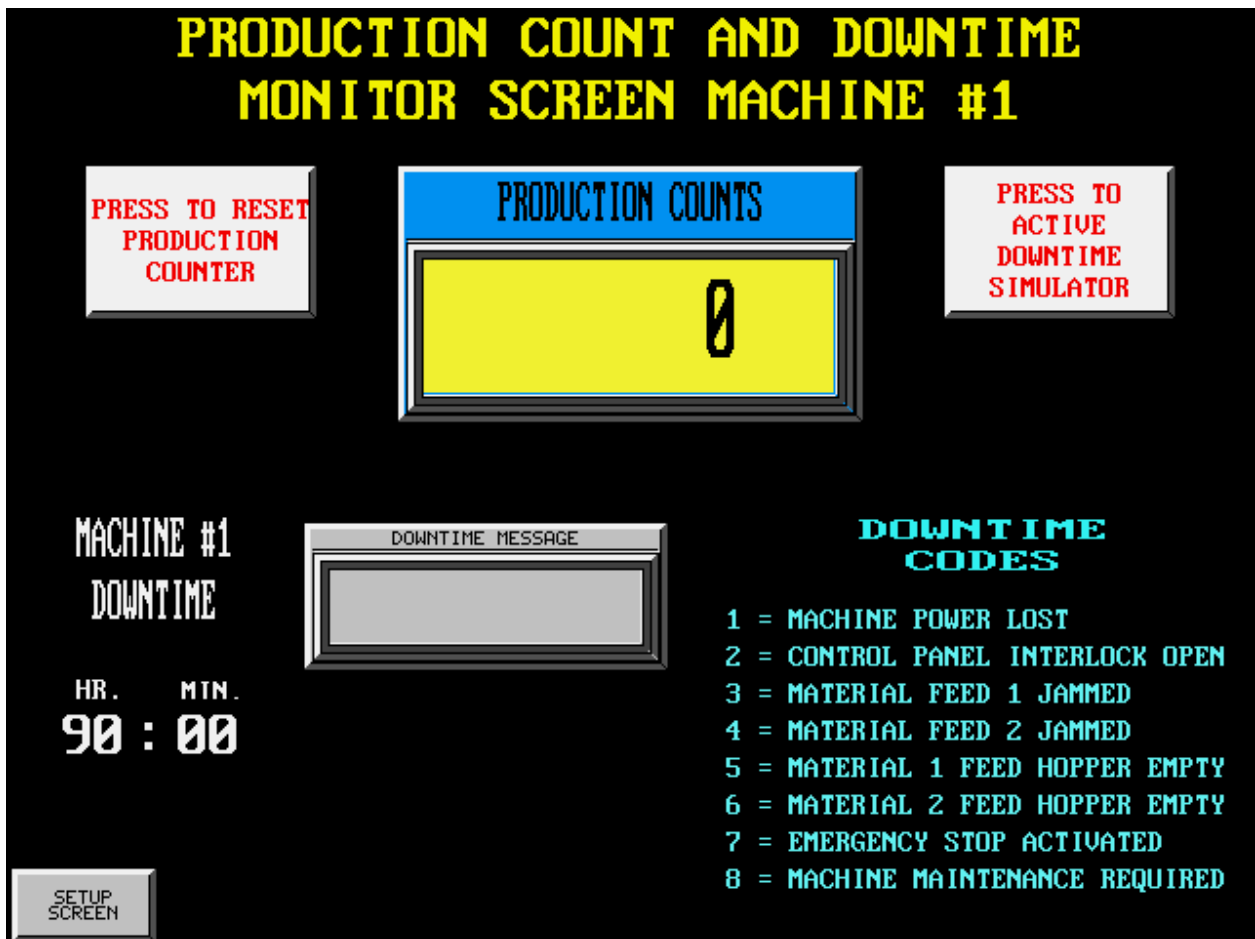 PRODUCTION COUNT AND DOWNTIME
MONITOR SCREEN MACHINE #1
PRESS TO RESET
PRODUCTION
COUNTER
PRODUCTION COUNTS
0
PRESS TO
ACTIVE
DOWNTIME
SIMULATOR
MACHINE #1
DOWNTIME
HR. MIN.
90 : 00
DOWNTIME MESSAGE
DOWNTIME
CODES
1 = MACHINE POWER LOST
2 = CONTROL PANEL INTERLOCK OPEN
3 = MATERIAL FEED 1 JAMMED
4 = MATERIAL FEED 2 JAMMED
5 = MATERIAL 1 FEED HOPPER EMPTY
6 = MATERIAL 2 FEED HOPPER EMPTY
7 = EMERGENCY STOP ACTIVATED
8 = MACHINE MAINTENANCE REQUIRED
SETUP
SCREEN